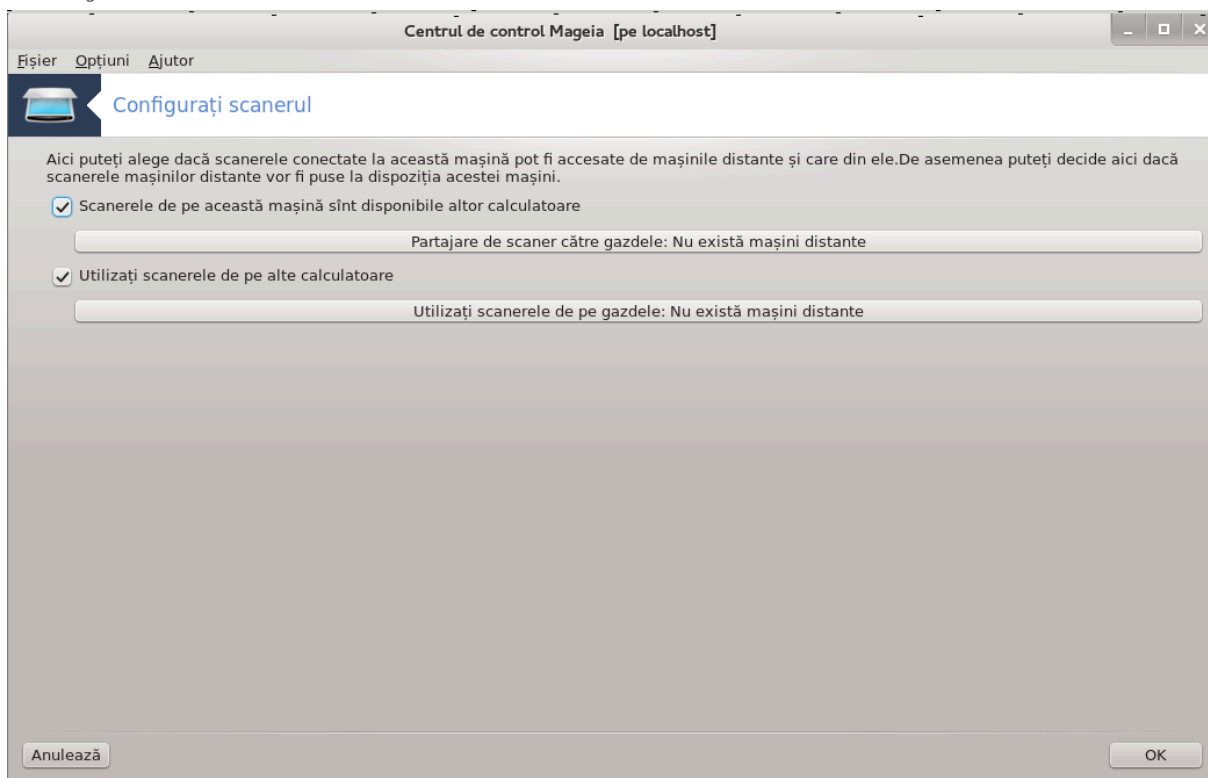 Centrul de control Mageia [pe localhost]
Fișier Opțiuni Ajutor
Configurați scanerul
Aici puteți alege dacă scanerele conectate la această mașină pot fi accesate de mașinile distante și care din ele.De asemenea puteți decide aici dacă
scanerele mașinilor distante vor fi puse la dispoziția acestei mașini.
Scanerele de pe această mașină sînt disponibile altor calculatoare
Partajare de scaner către gazdele: Nu există mașini distante
Utilizați scanerele de pe alte calculatoare
Utilizați scanerele de pe gazdele: Nu există mașini distante
Anulează OK